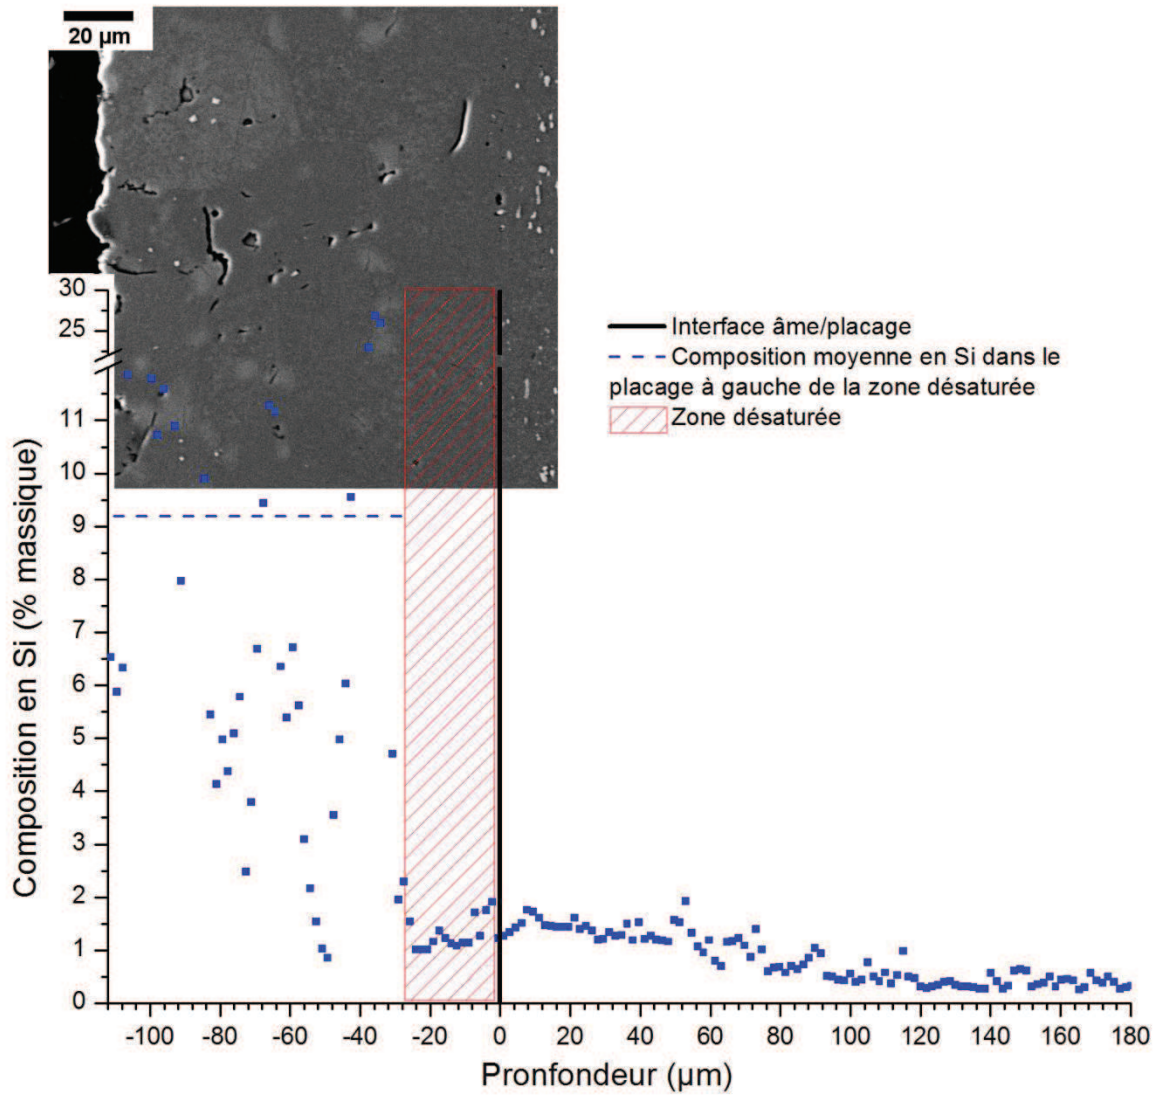 20 µm
30
25
11
10
9
8
7
6
5
4
3
2
1
0
Composition en Si (% massique)
-100 -80 -60 -40 -20 0 20 40 60 80 100 120 140 160 180
Pronfondeur (µm)
Interface âme/placage
Composition moyenne en Si dans le
placage à gauche de la zone désaturée
Zone désaturée